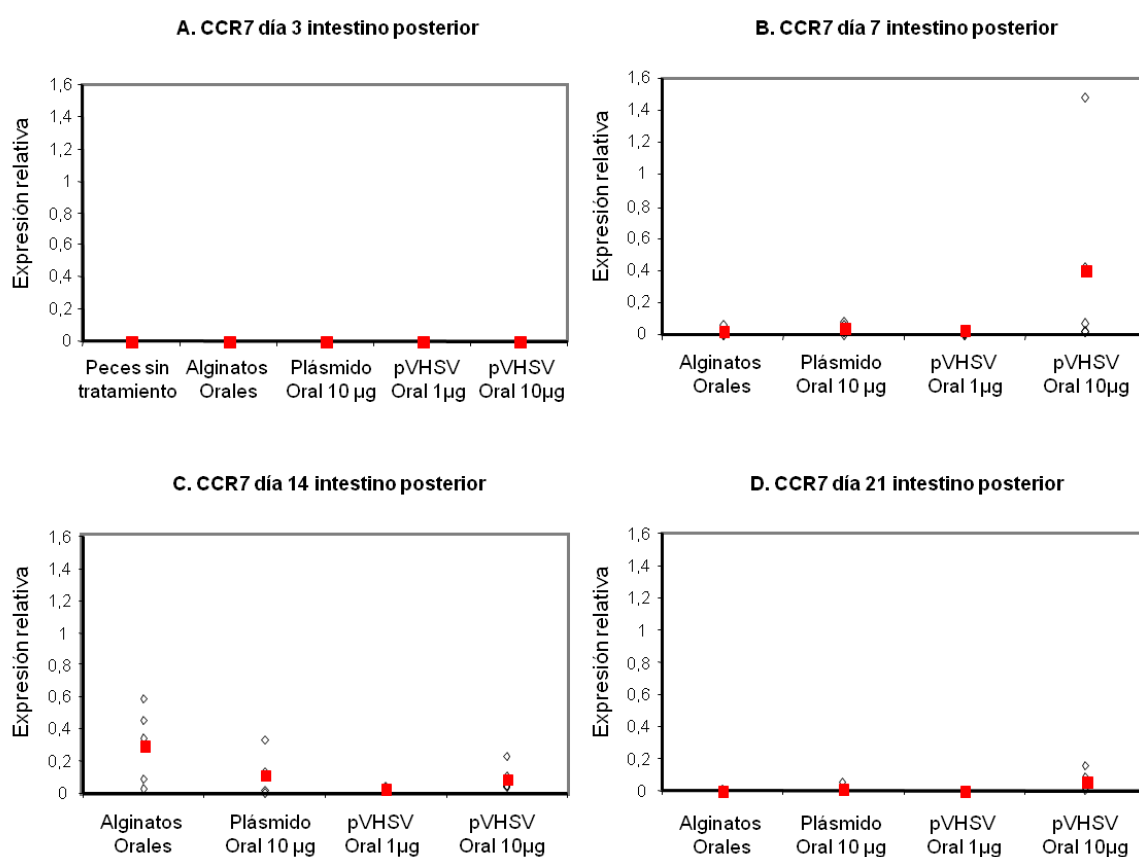 A. CCR7 día 3 intestino posterior
Expresión relativa
1,6
1,4
1,2
1
0,8
0,6
0,4
0,2
0
Peces sin tratamiento
Alginatos Orales
Plásmido Oral 10 µg
pVHSV Oral 1µg
pVHSV Oral 10µg
B. CCR7 día 7 intestino posterior
Expresión relativa
1,6
1,4
1,2
1
0,8
0,6
0,4
0,2
0
Alginatos Orales
Plásmido Oral 10 µg
pVHSV Oral 1µg
pVHSV Oral 10µg
C. CCR7 día 14 intestino posterior
Expresión relativa
1,6
1,4
1,2
1
0,8
0,6
0,4
0,2
0
Alginatos Orales
Plásmido Oral 10 µg
pVHSV Oral 1µg
pVHSV Oral 10µg
D. CCR7 día 21 intestino posterior
Expresión relativa
1,6
1,4
1,2
1
0,8
0,6
0,4
0,2
0
Alginatos Orales
Plásmido Oral 10 µg
pVHSV Oral 1µg
pVHSV Oral 10µg